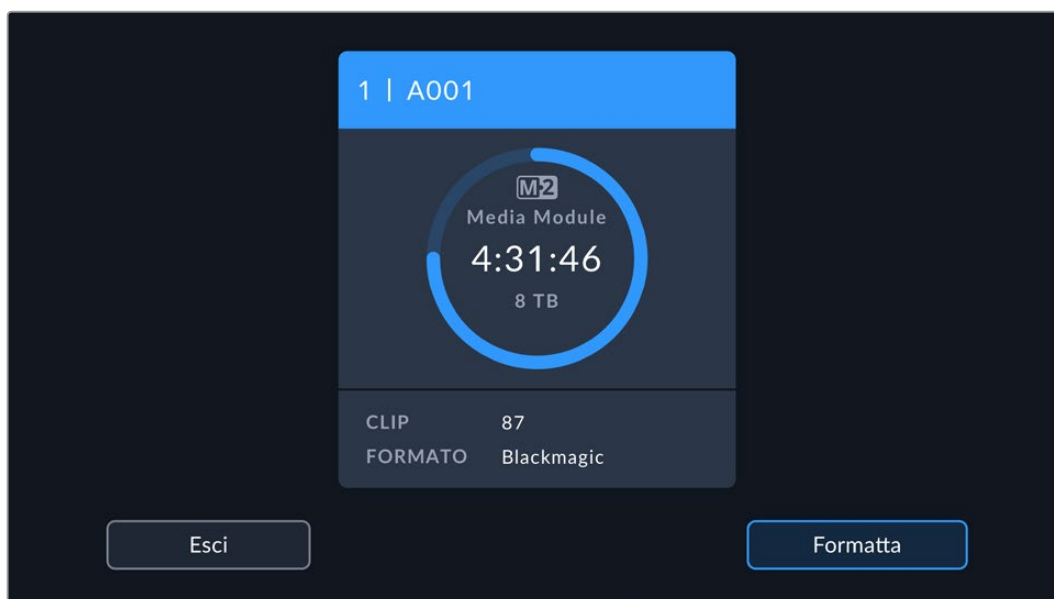 1 | A001
M2
Media Module
4:31:46
8 TB
CLIP 87
FORMATO Blackmagic
Esci Formatta